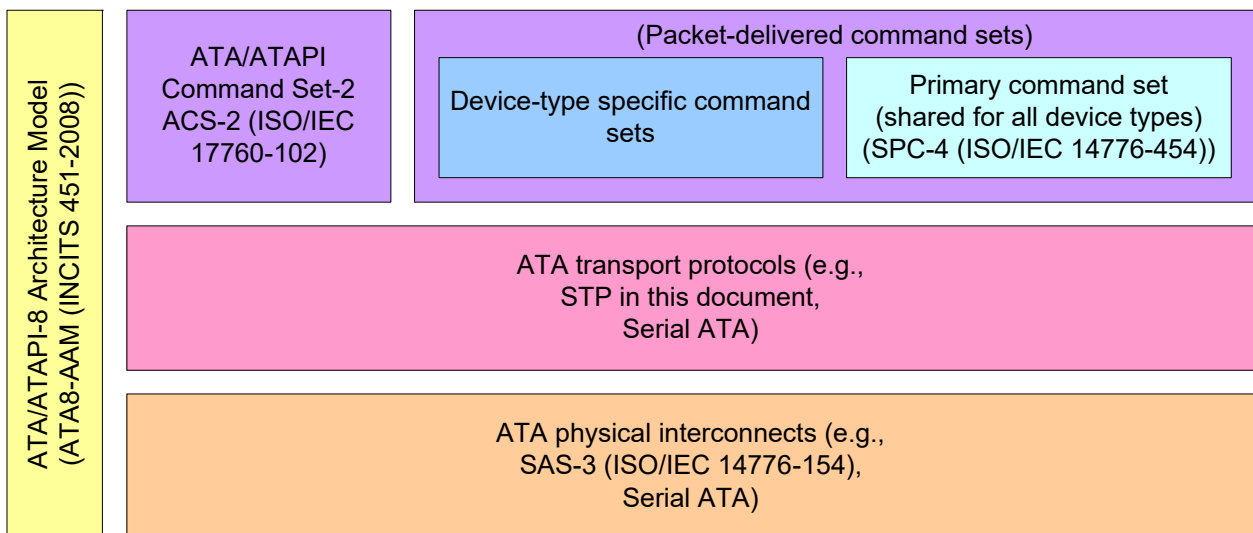 ATA/ATAPI-8 Architecture Model
(ATA8-AAM (INCITS 451-2008))
ATA/ATAPI
Command Set-2
ACS-2 (ISO/IEC
17760-102)
(Packet-delivered command sets)
Device-type specific command
sets
Primary command set
(shared for all device types)
(SPC-4 (ISO/IEC 14776-454))
ATA transport protocols (e.g.,
STP in this document,
Serial ATA)
ATA physical interconnects (e.g.,
SAS-3 (ISO/IEC 14776-154),
Serial ATA)